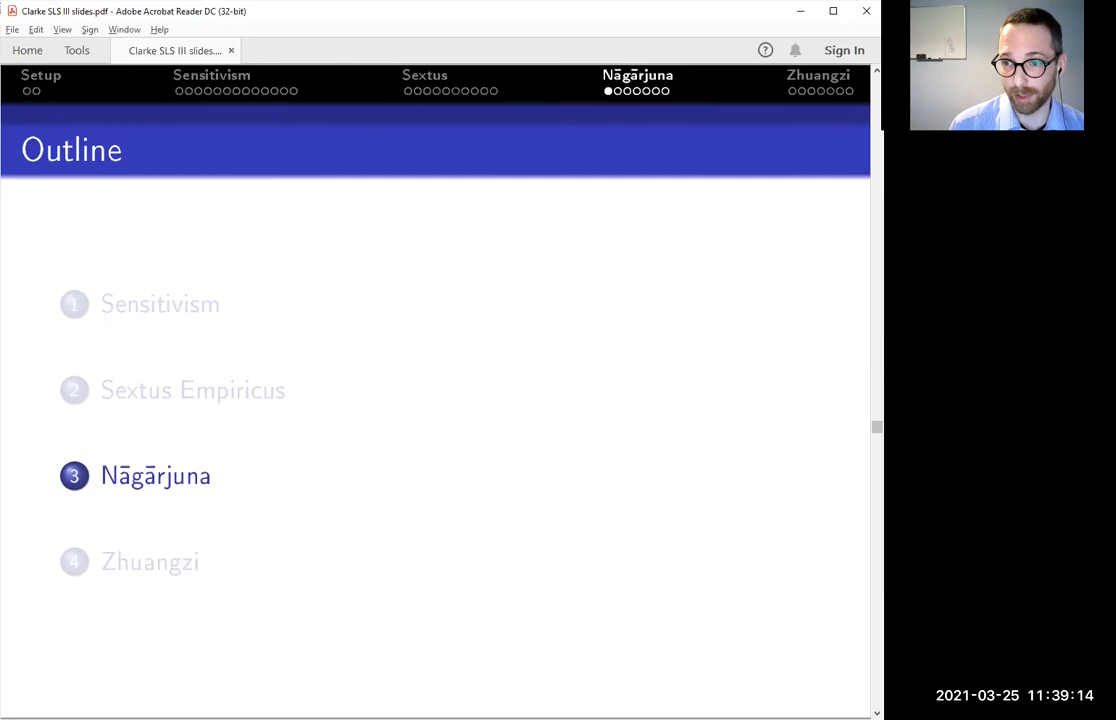 Clarke SLS III slides.pdf - Adobe Acrobat Reader DC (32-bit)
File Edit View Sign Window Help
Home Tools Clarke SLS III slides.... × Sign In
Setup Sensitivism Sextus Nāgārjuna Zhuangzi
Outline
1 Sensitivism
2 Sextus Empiricus
3 Nāgārjuna
4 Zhuangzi
2021-03-25 11:39:14